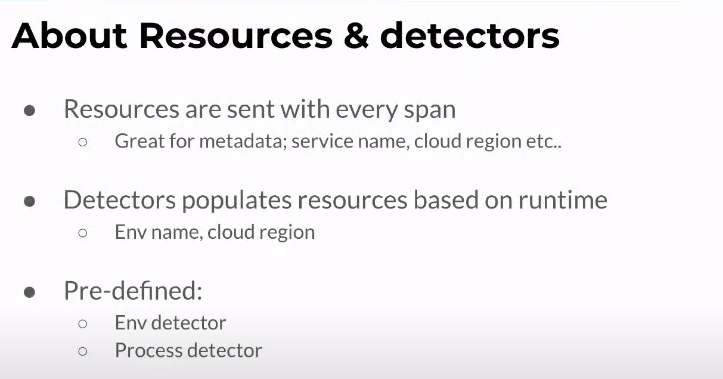 About Resources & detectors
● Resources are sent with every span
○ Great for metadata; service name, cloud region etc..
● Detectors populates resources based on runtime
○ Env name, cloud region
● Pre-defined:
○ Env detector
○ Process detector